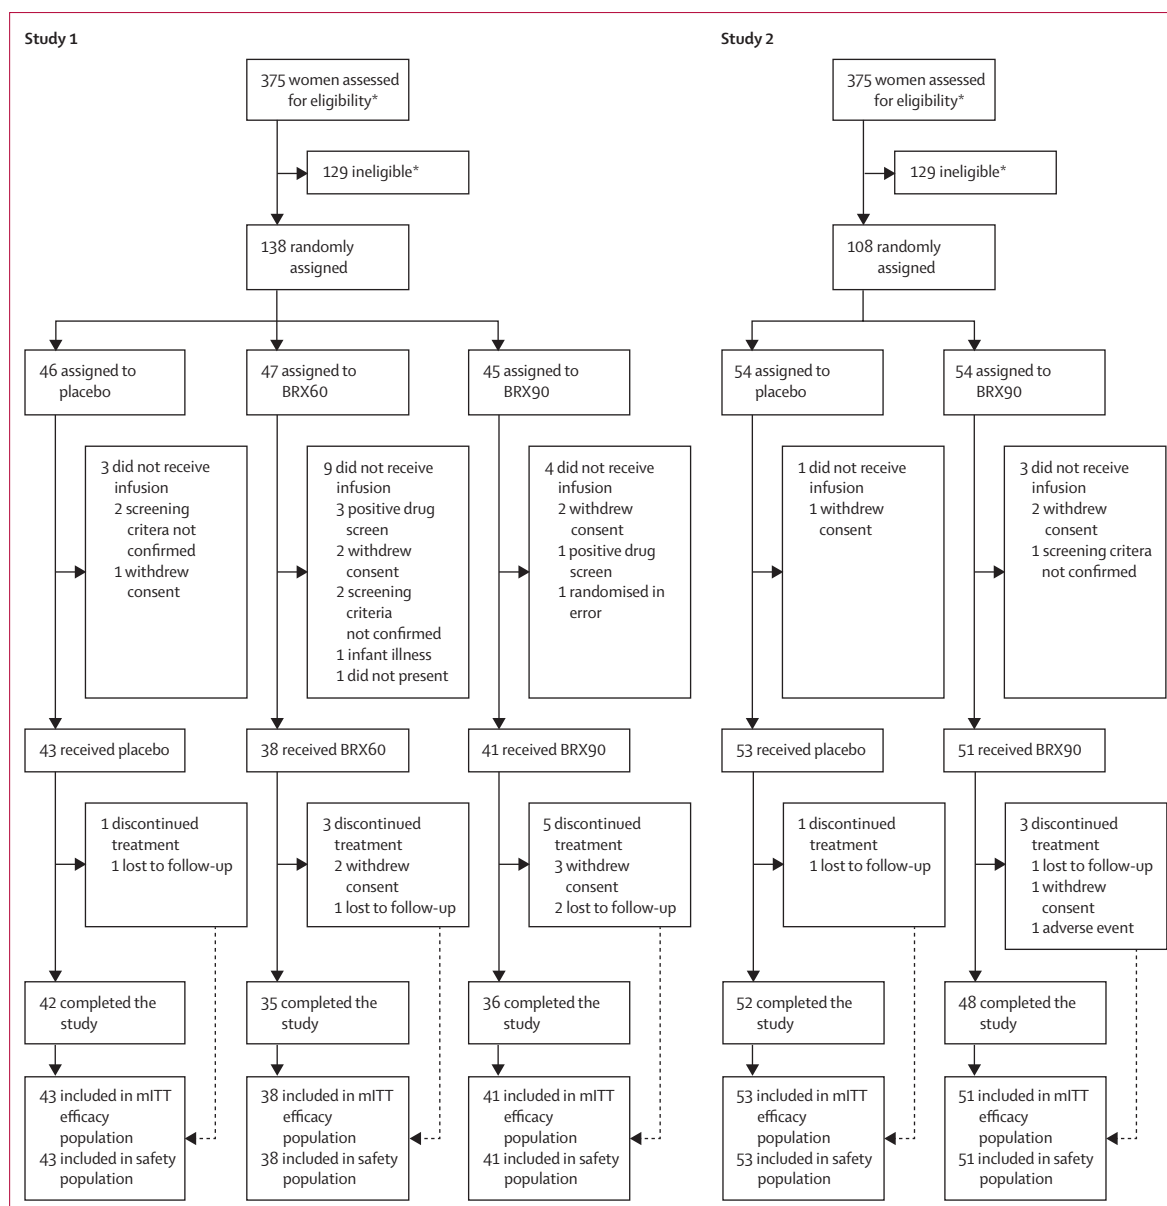 Study 1
375 women assessed
for eligibility*
129 ineligible*
138 randomly
assigned
46 assigned to
placebo
47 assigned to
BRX60
45 assigned to
BRX90
3 did not receive
infusion
2 screening
critera not
confirmed
1 withdrew
consent
9 did not receive
infusion
3 positive drug
screen
2 withdrew
consent
2 screening
criteria
not confirmed
1 infant illness
1 did not present
4 did not receive
infusion
2 withdrew
consent
1 positive drug
screen
1 randomised in
error
43 received placebo
38 received BRX60
41 received BRX90
1 discontinued
treatment
1 lost to follow-up
3 discontinued
treatment
2 withdrew
consent
1 lost to follow-up
5 discontinued
treatment
3 withdrew
consent
2 lost to follow-up
42 completed the
study
35 completed the
study
36 completed the
study
43 included in mITT
efficacy
population
43 included in safety
population
38 included in mITT
efficacy
population
38 included in safety
population
41 included in mITT
efficacy
population
41 included in safety
population
Study 2
375 women assessed
for eligibility*
129 ineligible*
108 randomly
assigned
54 assigned to
placebo
54 assigned to
BRX90
1 did not receive
infusion
1 withdrew
consent
3 did not receive
infusion
2 withdrew
consent
1 screening criteria
not confirmed
53 received placebo
51 received BRX90
1 discontinued
treatment
1 lost to follow-up
3 discontinued
treatment
1 lost to follow-up
1 withdrew
consent
1 adverse event
52 completed the
study
48 completed the
study
53 included in mITT
efficacy
population
53 included in safety
population
51 included in mITT
efficacy
population
51 included in safety
population